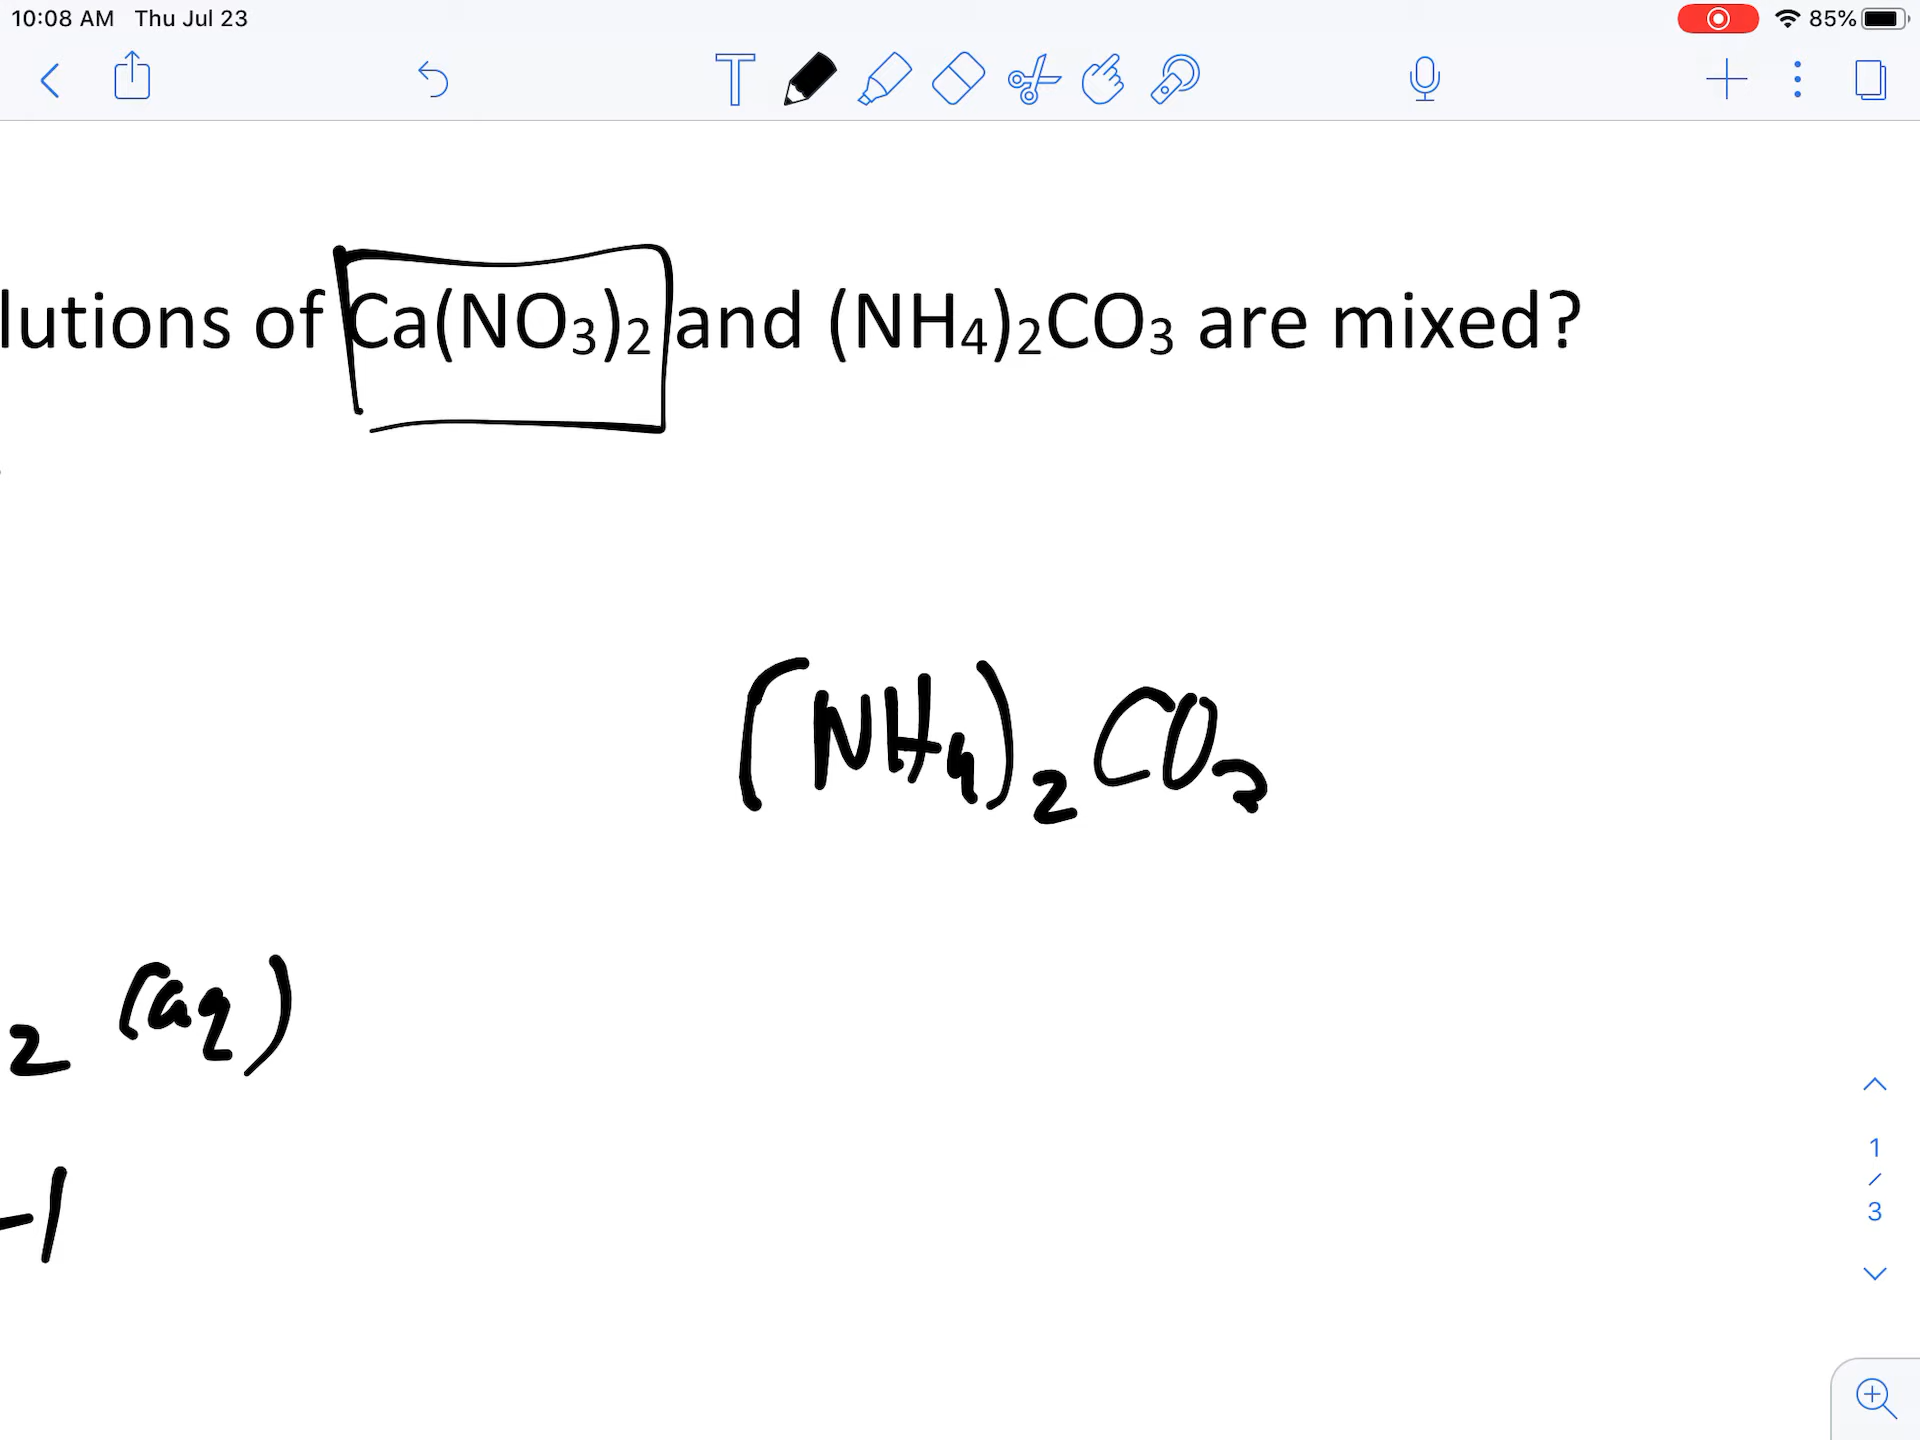 10:08 AM Thu Jul 23 85%
lutions of Ca(NO₃)₂ and (NH₄)₂CO₃ are mixed?
(NH₄)₂CO₃
₂ (aq)
-1
1
/
3